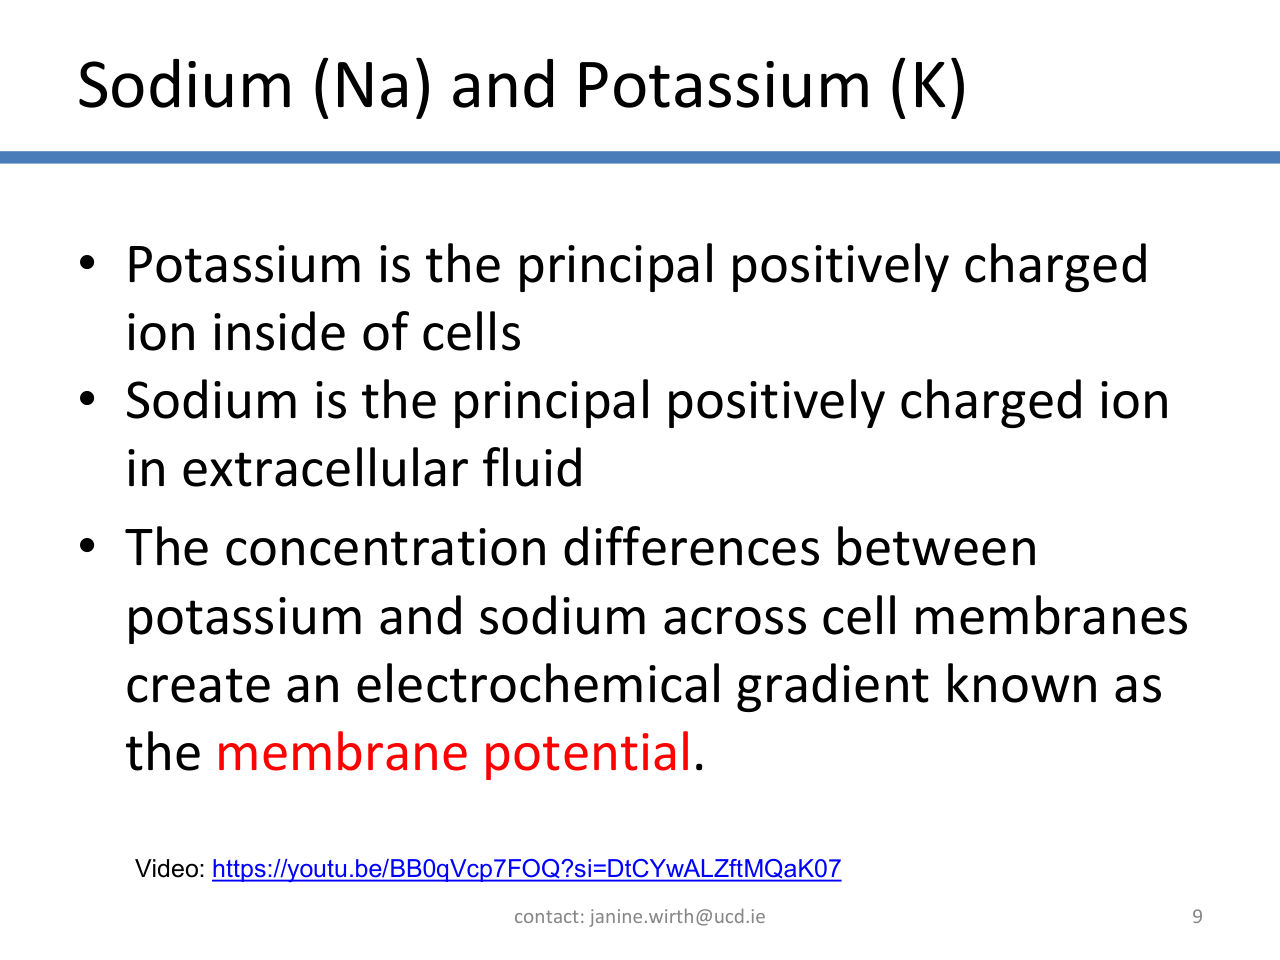 Sodium (Na) and Potassium (K)
• Potassium is the principal positively charged
ion inside of cells
• Sodium is the principal positively charged ion
in extracellular fluid
• The concentration differences between
potassium and sodium across cell membranes
create an electrochemical gradient known as
the membrane potential.
Video: https://youtu.be/BB0qVcp7FOQ?si=DtCYwALZftMQaK07
contact: janine.wirth@ucd.ie
9